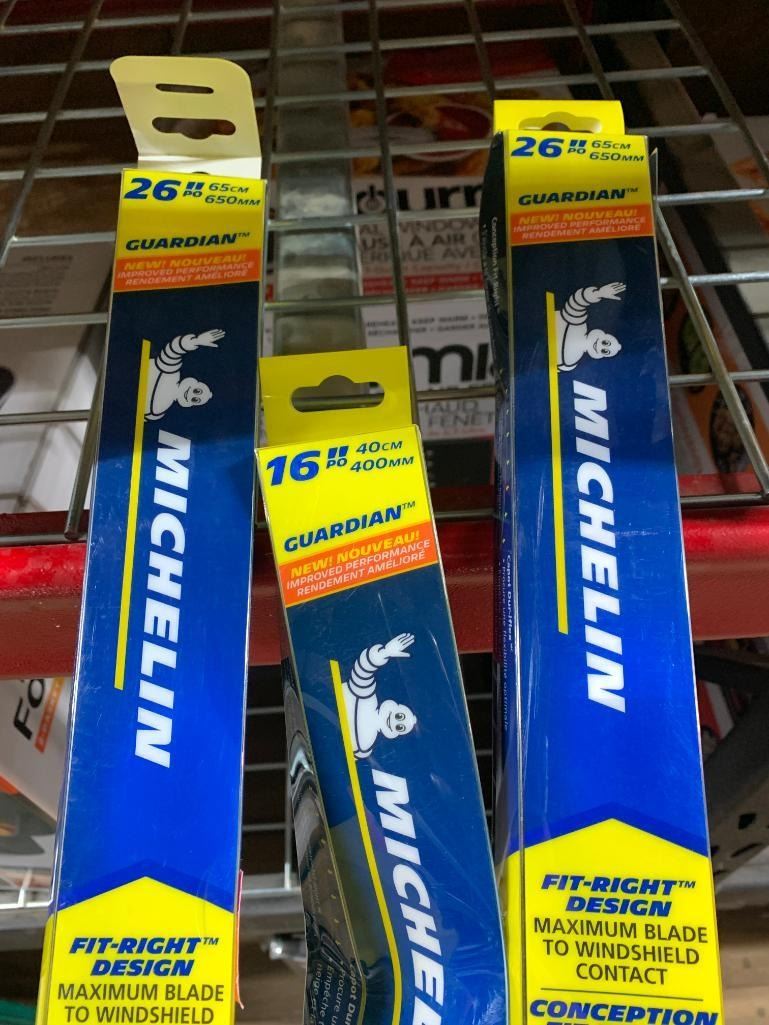 26" PO 65CM
650MM
GUARDIAN™
NEW! NOUVEAU!
IMPROVED PERFORMANCE
RENDEMENT AMÉLIORÉ
MICHELIN
FIT-RIGHT™
DESIGN
MAXIMUM BLADE
TO WINDSHIELD
16" PO 40CM
400MM
GUARDIAN™
NEW! NOUVEAU!
IMPROVED PERFORMANCE
RENDEMENT AMÉLIORÉ
MICHELIN
26" PO 65CM
650MM
GUARDIAN™
NEW! NOUVEAU!
IMPROVED PERFORMANCE
RENDEMENT AMÉLIORÉ
MICHELIN
FIT-RIGHT™
DESIGN
MAXIMUM BLADE
TO WINDSHIELD
CONTACT
CONCEPTION